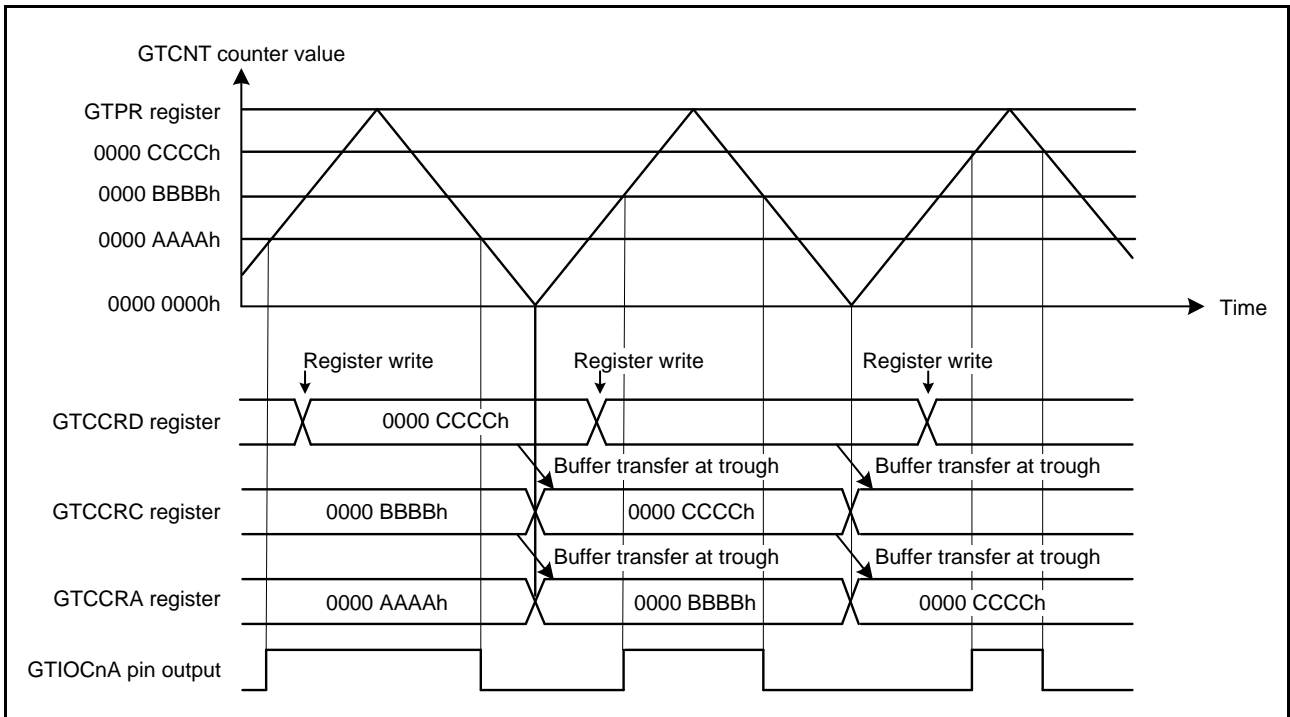 GTCNT counter value
GTPR register
0000 CCCCh
0000 BBBBh
0000 AAAAh
0000 0000h
Time
Register write Register write Register write
GTCCRD register 0000 CCCCh
Buffer transfer at trough Buffer transfer at trough
GTCCRC register 0000 BBBBh 0000 CCCCh
Buffer transfer at trough Buffer transfer at trough
GTCCRA register 0000 AAAAh 0000 BBBBh 0000 CCCCh
GTIOCnA pin output